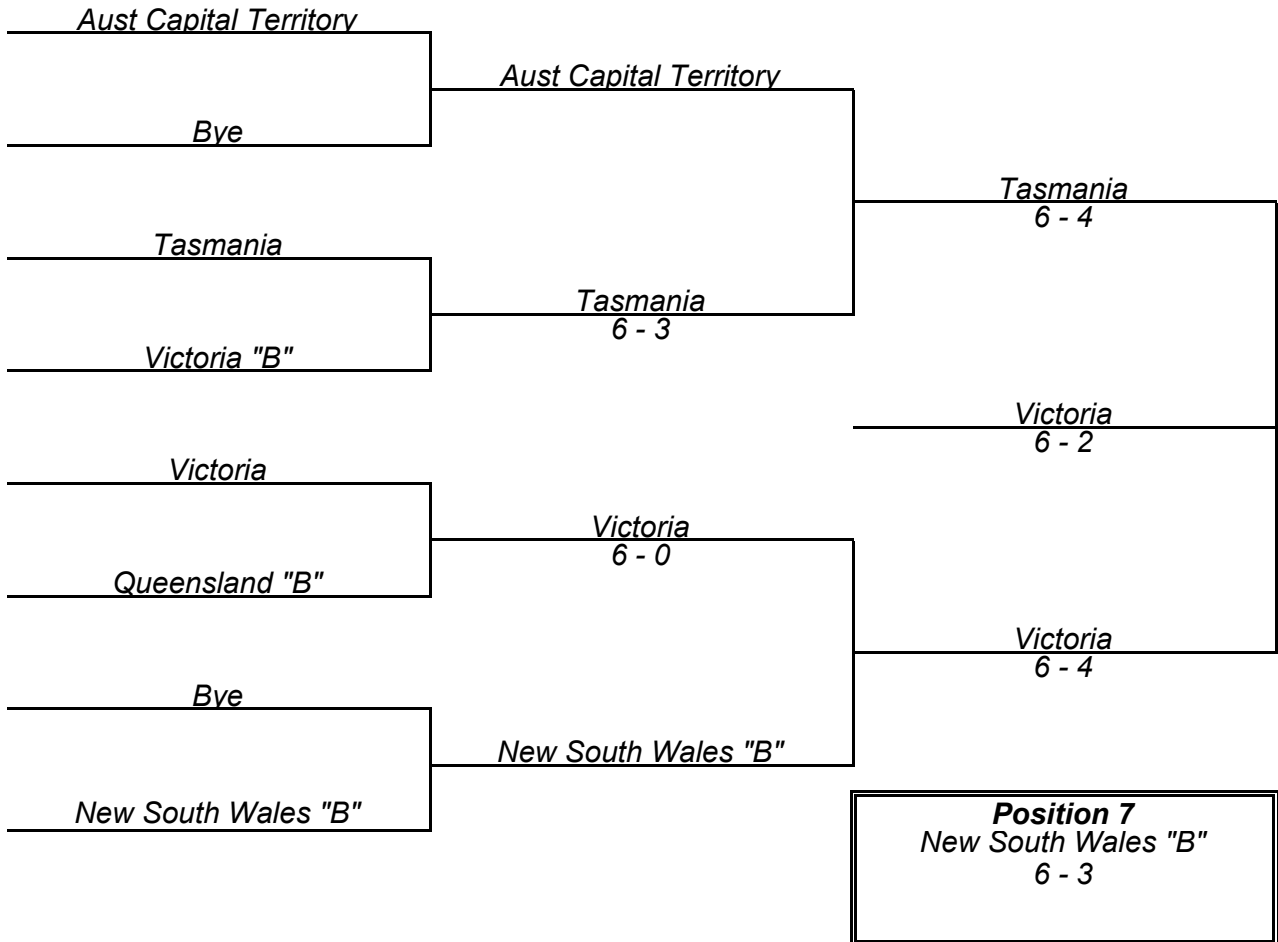 Aust Capital Territory
Aust Capital Territory
Bye
Tasmania
6 - 4
Tasmania
Tasmania
6 - 3
Victoria "B"
Victoria
6 - 2
Victoria
Victoria
6 - 0
Queensland "B"
Victoria
6 - 4
Bye
New South Wales "B"
New South Wales "B"
Position 7
New South Wales "B"
6 - 3